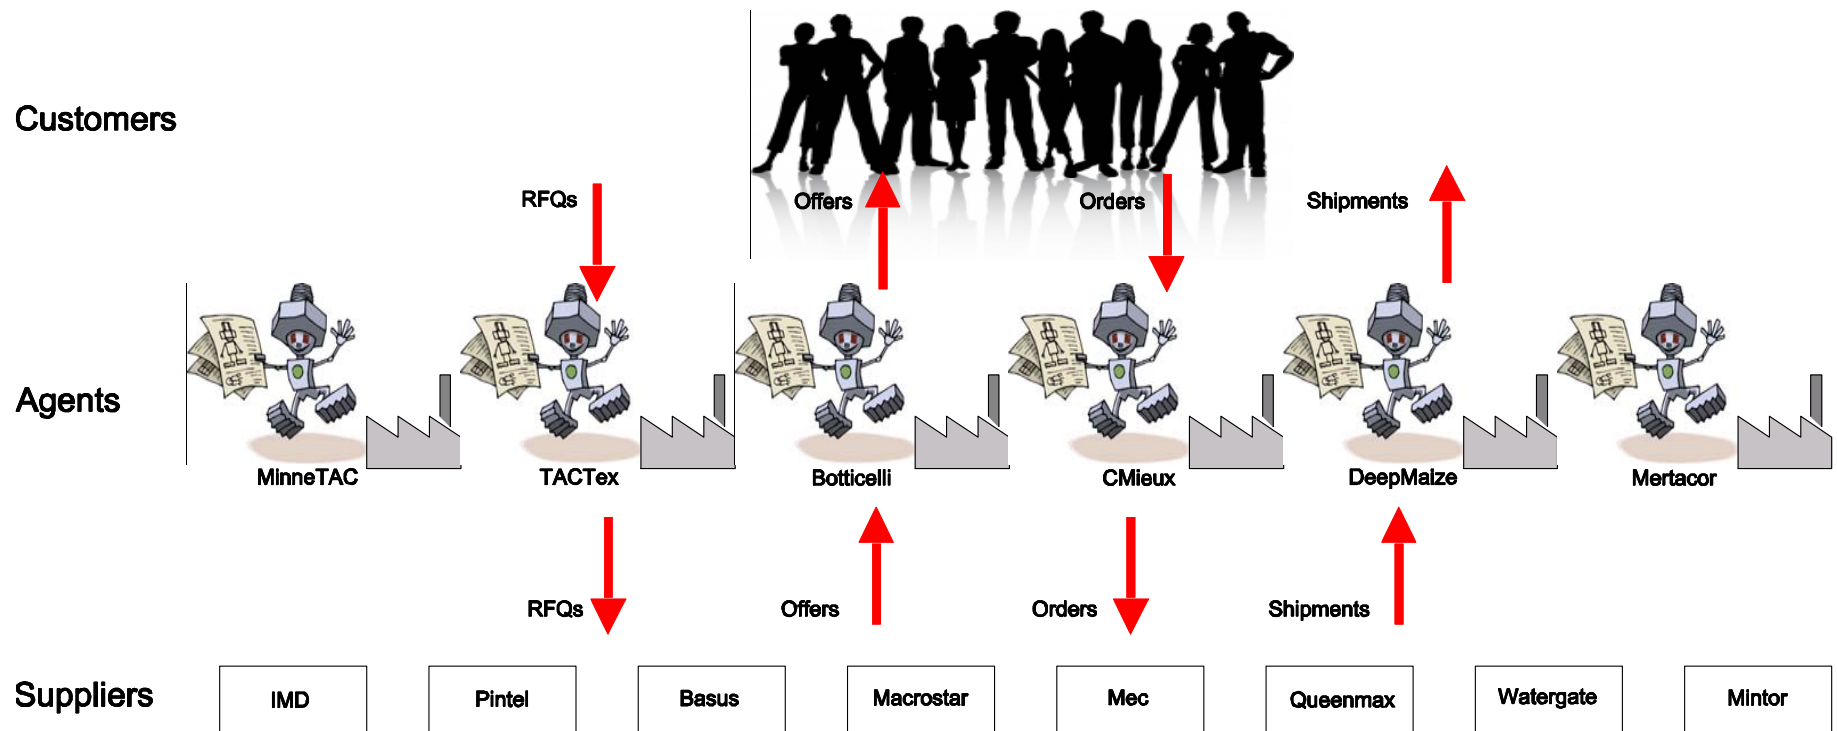 Customers
RFQs
Offers
Orders
Shipments
Agents
MinneTAC
TACTex
Botticelli
CMieux
DeepMaize
Mertacor
RFQs
Offers
Orders
Shipments
Suppliers
IMD
Pintel
Basus
Macrostar
Mec
Queenmax
Watergate
Mintor